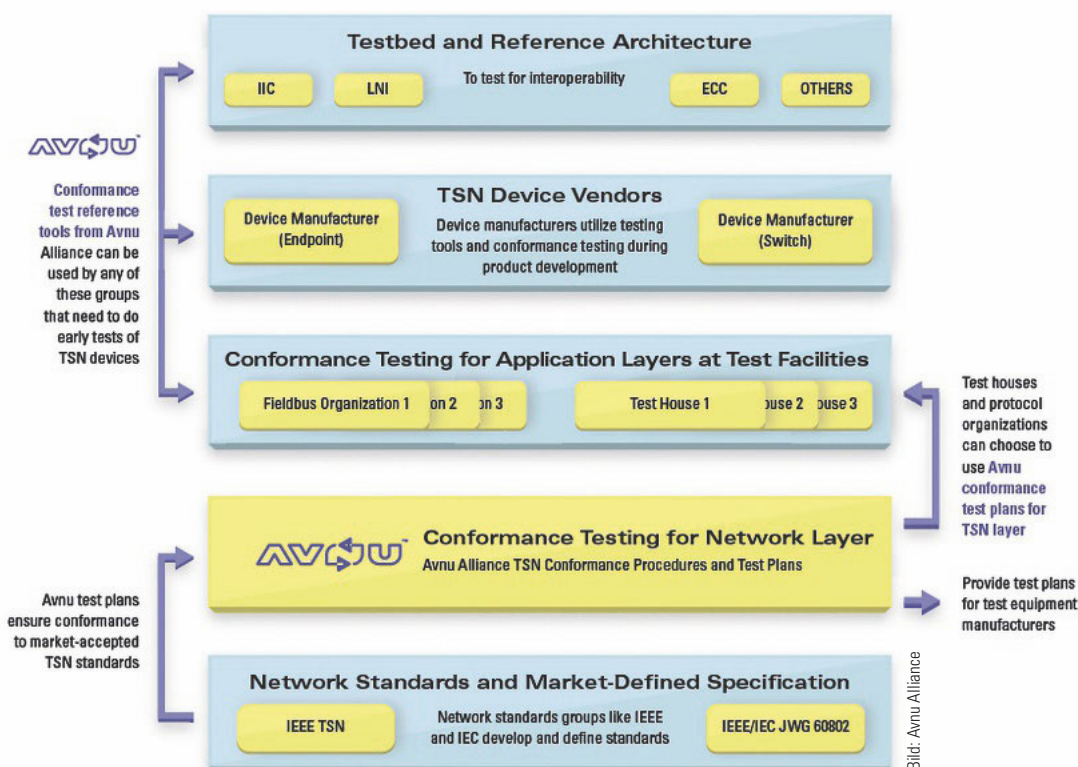 Testbed and Reference Architecture
To test for interoperability
IIC
LNI
ECC
OTHERS
AVNU™
Conformance
test reference
tools from Avnu
Alliance can be
used by any of
these groups
that need to do
early tests of
TSN devices
TSN Device Vendors
Device Manufacturer
(Endpoint)
Device manufacturers utilize testing
tools and conformance testing during
product development
Device Manufacturer
(Switch)
Conformance Testing for Application Layers at Test Facilities
Fieldbus Organization 1
on 2
on 3
Test House 1
ouse 2
ouse 3
Test houses
and protocol
organizations
can choose to
use Avnu
conformance
test plans for
TSN layer
AVNU™
Conformance Testing for Network Layer
Avnu Alliance TSN Conformance Procedures and Test Plans
Provide test plans
for test equipment
manufacturers
Avnu test plans
ensure conformance
to market-accepted
TSN standards
Network Standards and Market-Defined Specification
IEEE TSN
Network standards groups like IEEE
and IEC develop and define standards
IEEE/IEC JWG 60802
Bild: Avnu Alliance